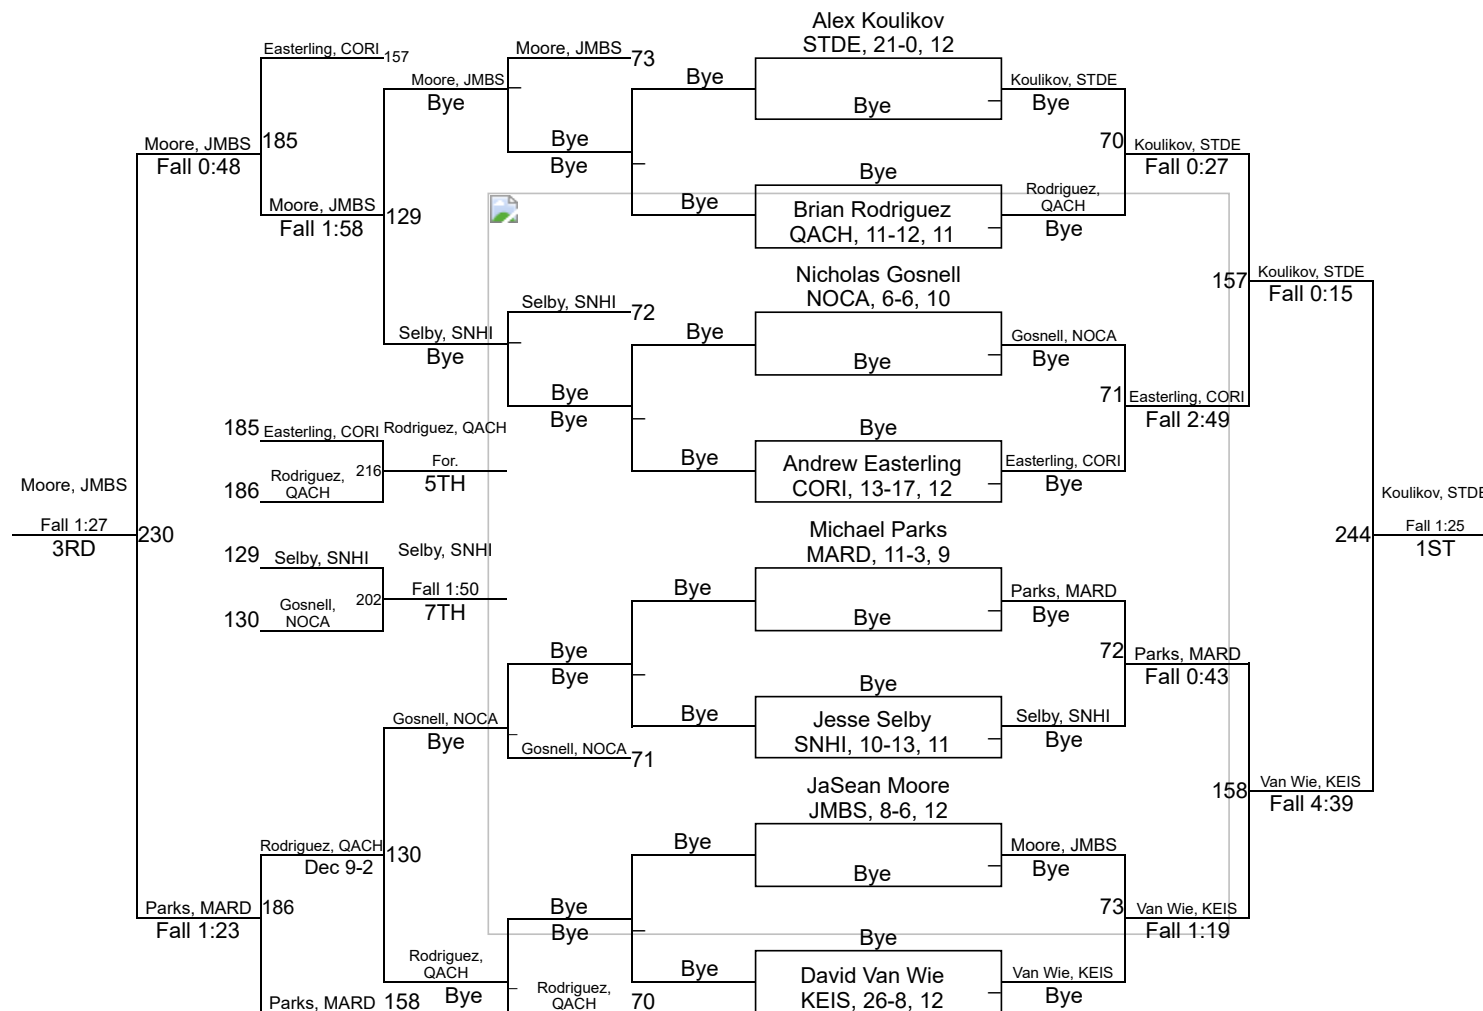 Alex Koulikov
STDE, 21-0, 12
Easterling, CORI 157
Moore, JMBS 73
Moore, JMBS
Bye
Bye
Bye
Koulikov, STDE
Bye
Moore, JMBS 185
Fall 0:48
Bye
Bye
70
Koulikov, STDE
Fall 0:27
Moore, JMBS 129
Fall 1:58
Bye
Bye
Brian Rodriguez
QACH, 11-12, 11
Rodriguez,
QACH
Bye
Nicholas Gosnell
NOCA, 6-6, 10
157
Koulikov, STDE
Fall 0:15
Selby, SNHI 72
Selby, SNHI
Bye
Bye
Bye
Gosnell, NOCA
Bye
Bye
Bye
71
Easterling, CORI
Fall 2:49
185 Easterling, CORI
Rodriguez, QACH
Bye
Bye
Andrew Easterling
CORI, 13-17, 12
Easterling, CORI
Bye
186
Rodriguez,
QACH
216
For.
5TH
Moore, JMBS
Fall 1:27
3RD
230
Koulikov, STDE
244
Fall 1:25
1ST
Michael Parks
MARD, 11-3, 9
129 Selby, SNHI
Selby, SNHI
130
Gosnell,
NOCA
202
Fall 1:50
7TH
Bye
Bye
Parks, MARD
Bye
Bye
Bye
72
Parks, MARD
Fall 0:43
Gosnell, NOCA
Bye
Gosnell, NOCA 71
Bye
Bye
Jesse Selby
SNHI, 10-13, 11
Selby, SNHI
Bye
JaSean Moore
JMBS, 8-6, 12
158
Van Wie, KEIS
Fall 4:39
Rodriguez, QACH 130
Dec 9-2
Bye
Bye
Moore, JMBS
Bye
Parks, MARD 186
Fall 1:23
Bye
Bye
73
Van Wie, KEIS
Fall 1:19
Rodriguez,
QACH
Bye
Bye
Bye
David Van Wie
KEIS, 26-8, 12
Van Wie, KEIS
Bye
Parks, MARD 158
Rodriguez,
QACH
70